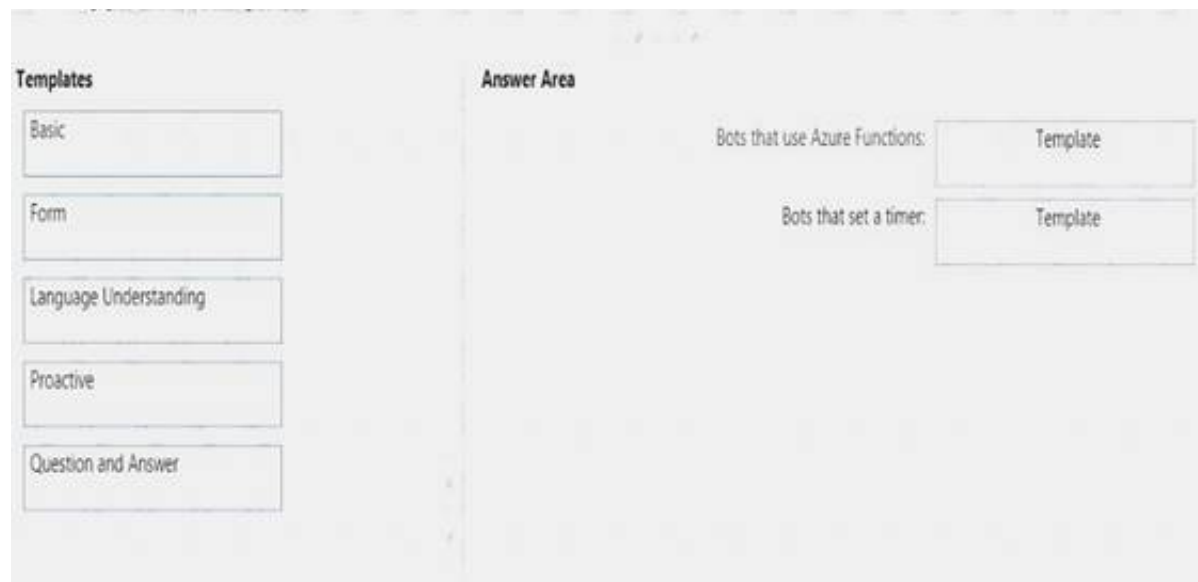 Templates
Answer Area
Basic
Form
Language Understanding
Proactive
Question and Answer
Bots that use Azure Functions: Template
Bots that set a timer: Template